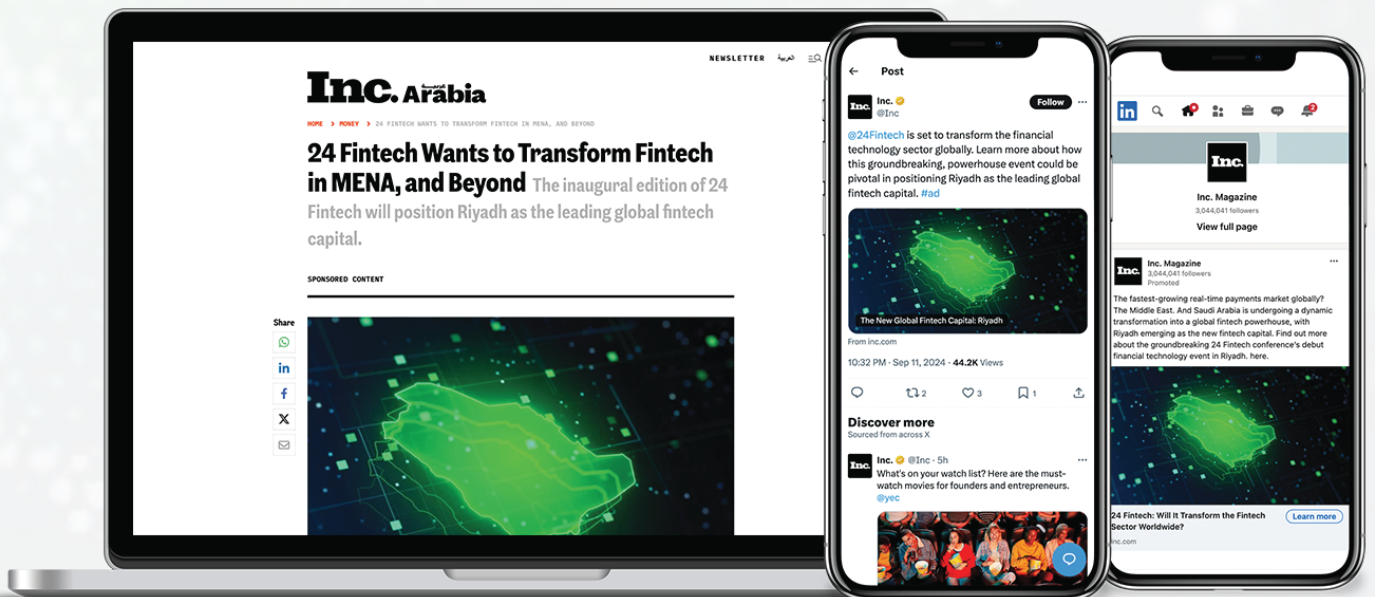 NEWSLETTER
العربية
Inc. Arabia
عربية
HOME > MONEY > 24 FINTECH WANTS TO TRANSFORM FINTECH IN MENA, AND BEYOND
24 Fintech Wants to Transform Fintech
in MENA, and Beyond The inaugural edition of 24
Fintech will position Riyadh as the leading global fintech
capital.
SPONSORED CONTENT
Share
in
f
X
Post
Inc.
Inc.
@Inc
Follow
@24Fintech is set to transform the financial
technology sector globally. Learn more about how
this groundbreaking, powerhouse event could be
pivotal in positioning Riyadh as the leading global
fintech capital. #ad
The New Global Fintech Capital: Riyadh
From inc.com
10:32 PM · Sep 11, 2024 · 44.2K Views
2
3
1
Discover more
Sourced from across X
Inc.
Inc. @Inc · 5h
What's on your watch list? Here are the must-
watch movies for founders and entrepreneurs.
@yec
in
2
Inc.
Inc. Magazine
3,044,041 followers
View full page
Inc.
Inc. Magazine
3,044,041 followers
Promoted
The fastest-growing real-time payments market globally?
The Middle East. And Saudi Arabia is undergoing a dynamic
transformation into a global fintech powerhouse, with
Riyadh emerging as the new fintech capital. Find out more
about the groundbreaking 24 Fintech conference's debut
financial technology event in Riyadh. here.
24 Fintech: Will It Transform the Fintech
Sector Worldwide?
Learn more
inc.com